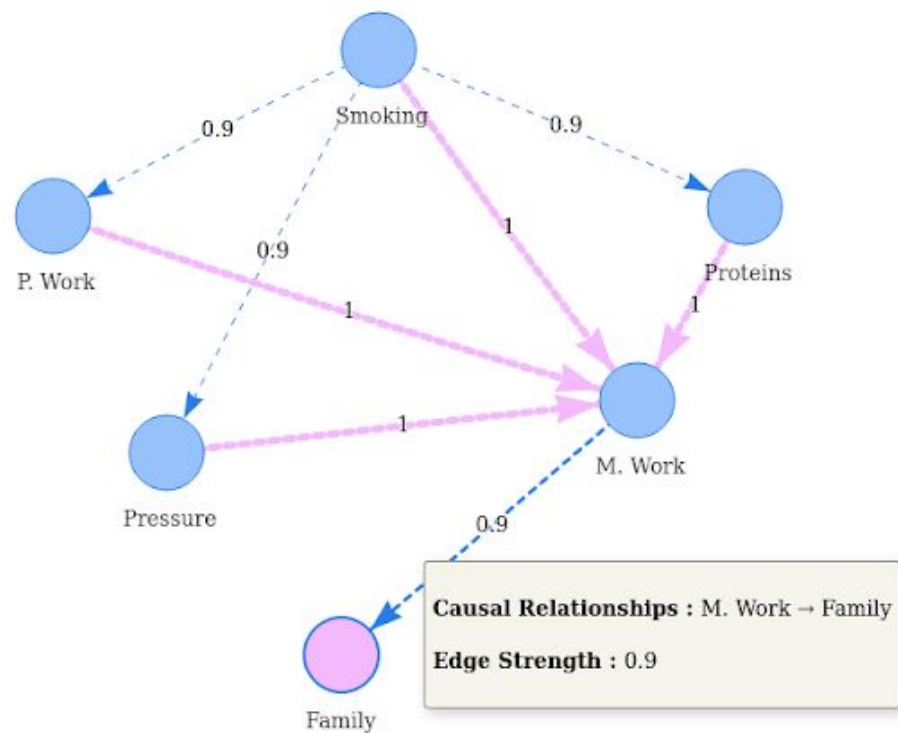 Smoking
0.9
0.9
P. Work
0.9
1
Proteins
1
1
1
M. Work
Pressure
0.9
Causal Relationships : M. Work → Family
Edge Strength : 0.9
Family